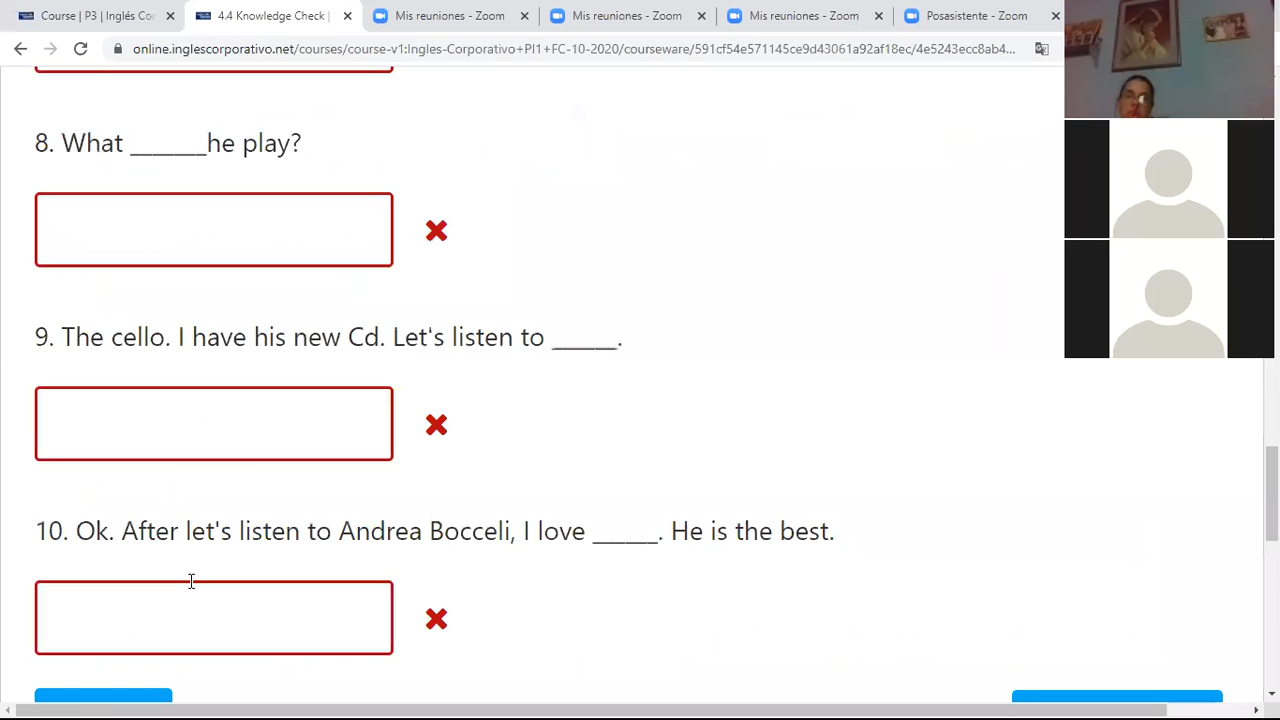 Course | P3 | Inglés Co
4.4 Knowledge Check |
Mis reuniones - Zoom
Mis reuniones - Zoom
Mis reuniones - Zoom
Posasistente - Zoom
online.inglescorporativo.net/courses/course-v1:Ingles-Corporativo+PI1+FC-10-2020/courseware/591cf54e571145ce9d43061a92af18ec/4e5243ecc8ab4...
8. What _______he play?
9. The cello. I have his new Cd. Let's listen to ______.
10. Ok. After let's listen to Andrea Bocceli, I love ______. He is the best.